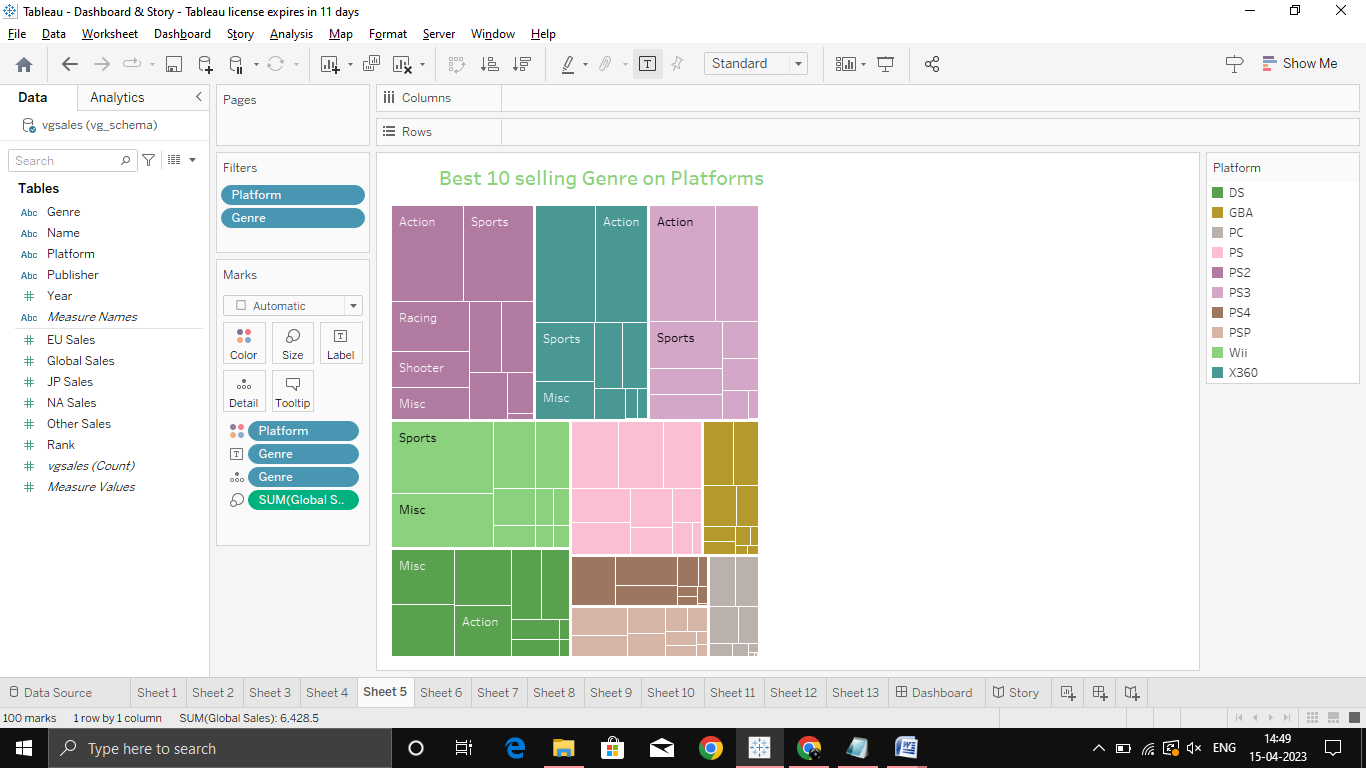 Tableau - Dashboard & Story - Tableau license expires in 11 days
File Data Worksheet Dashboard Story Analysis Map Format Server Window Help
Standard
Show Me
Data Analytics
vgsales (vg_schema)
Search
Tables
Abc Genre
Abc Name
Abc Platform
Abc Publisher
# Year
Abc Measure Names
# EU Sales
# Global Sales
# JP Sales
# NA Sales
# Other Sales
# Rank
# vgsales (Count)
# Measure Values
Pages
Filters
Platform
Genre
Marks
Automatic
Color Size Label
Detail Tooltip
Platform
Genre
Genre
SUM(Global S..
Columns
Rows
Best 10 selling Genre on Platforms
Action Sports Action Action
Racing
Sports Sports
Shooter
Misc Misc
Sports
Misc
Misc
Action
Platform
DS
GBA
PC
PS
PS2
PS3
PS4
PSP
Wii
X360
Data Source Sheet 1 Sheet 2 Sheet 3 Sheet 4 Sheet 5 Sheet 6 Sheet 7 Sheet 8 Sheet 9 Sheet 10 Sheet 11 Sheet 12 Sheet 13 Dashboard Story
100 marks 1 row by 1 column SUM(Global Sales): 6,428.5
Type here to search
ENG
14:49
15-04-2023